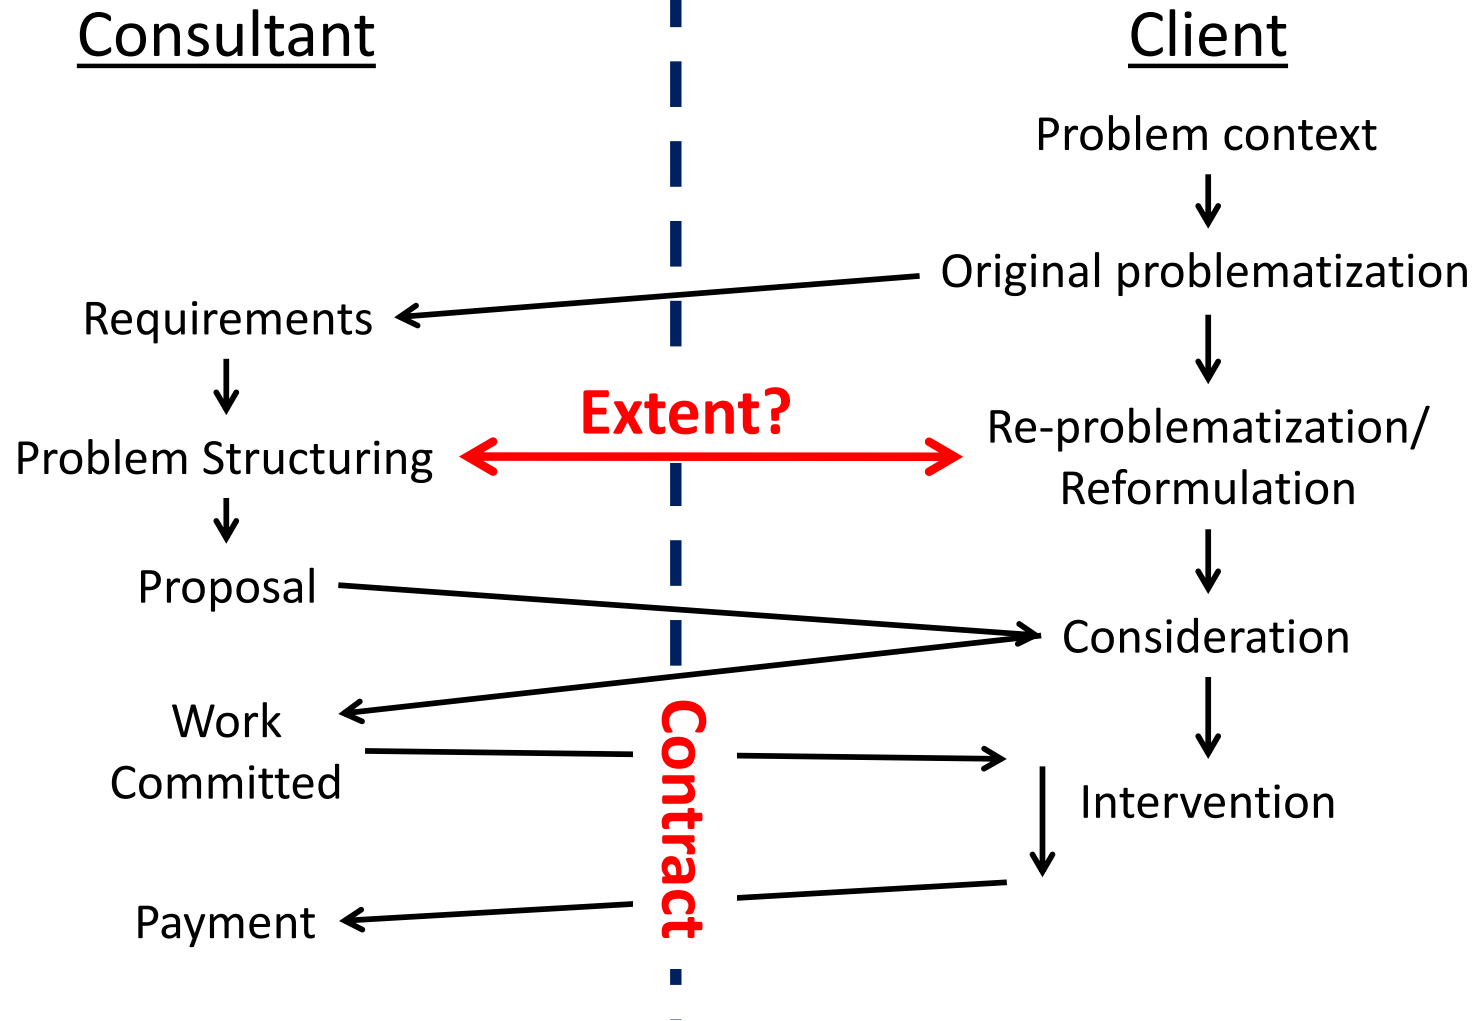 Consultant
Client
Problem context
Original problematization
Requirements
Extent?
Problem Structuring
Re-problematization/
Reformulation
Proposal
Consideration
Work
Committed
Contract
Intervention
Payment